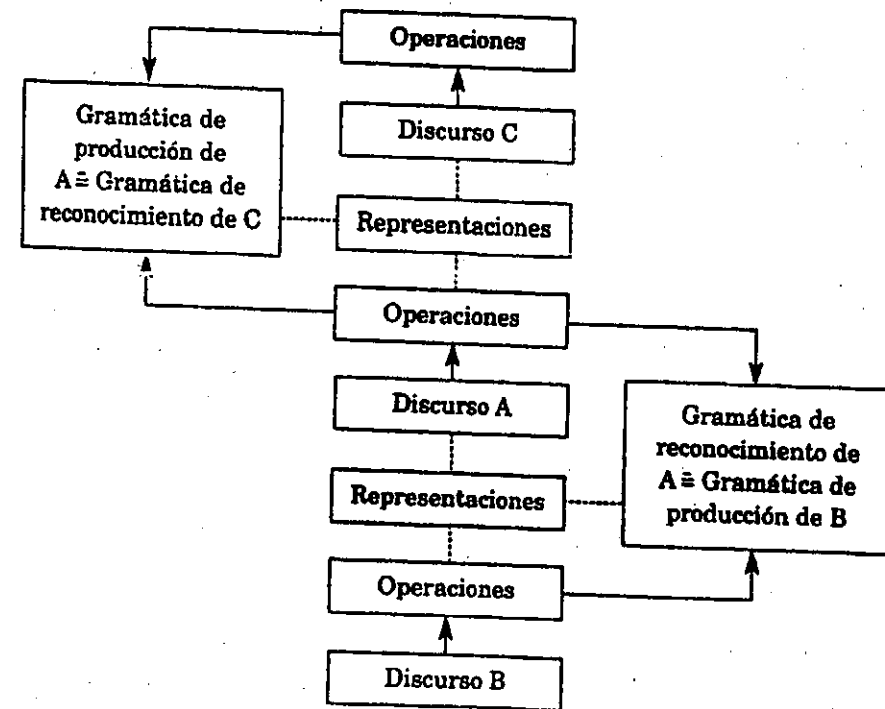 Operaciones
Discurso C
Gramática de
producción de
A ≙ Gramática de
reconocimiento de C
Representaciones
Operaciones
Discurso A
Gramática de
reconocimiento de
A ≙ Gramática de
producción de B
Representaciones
Operaciones
Discurso B